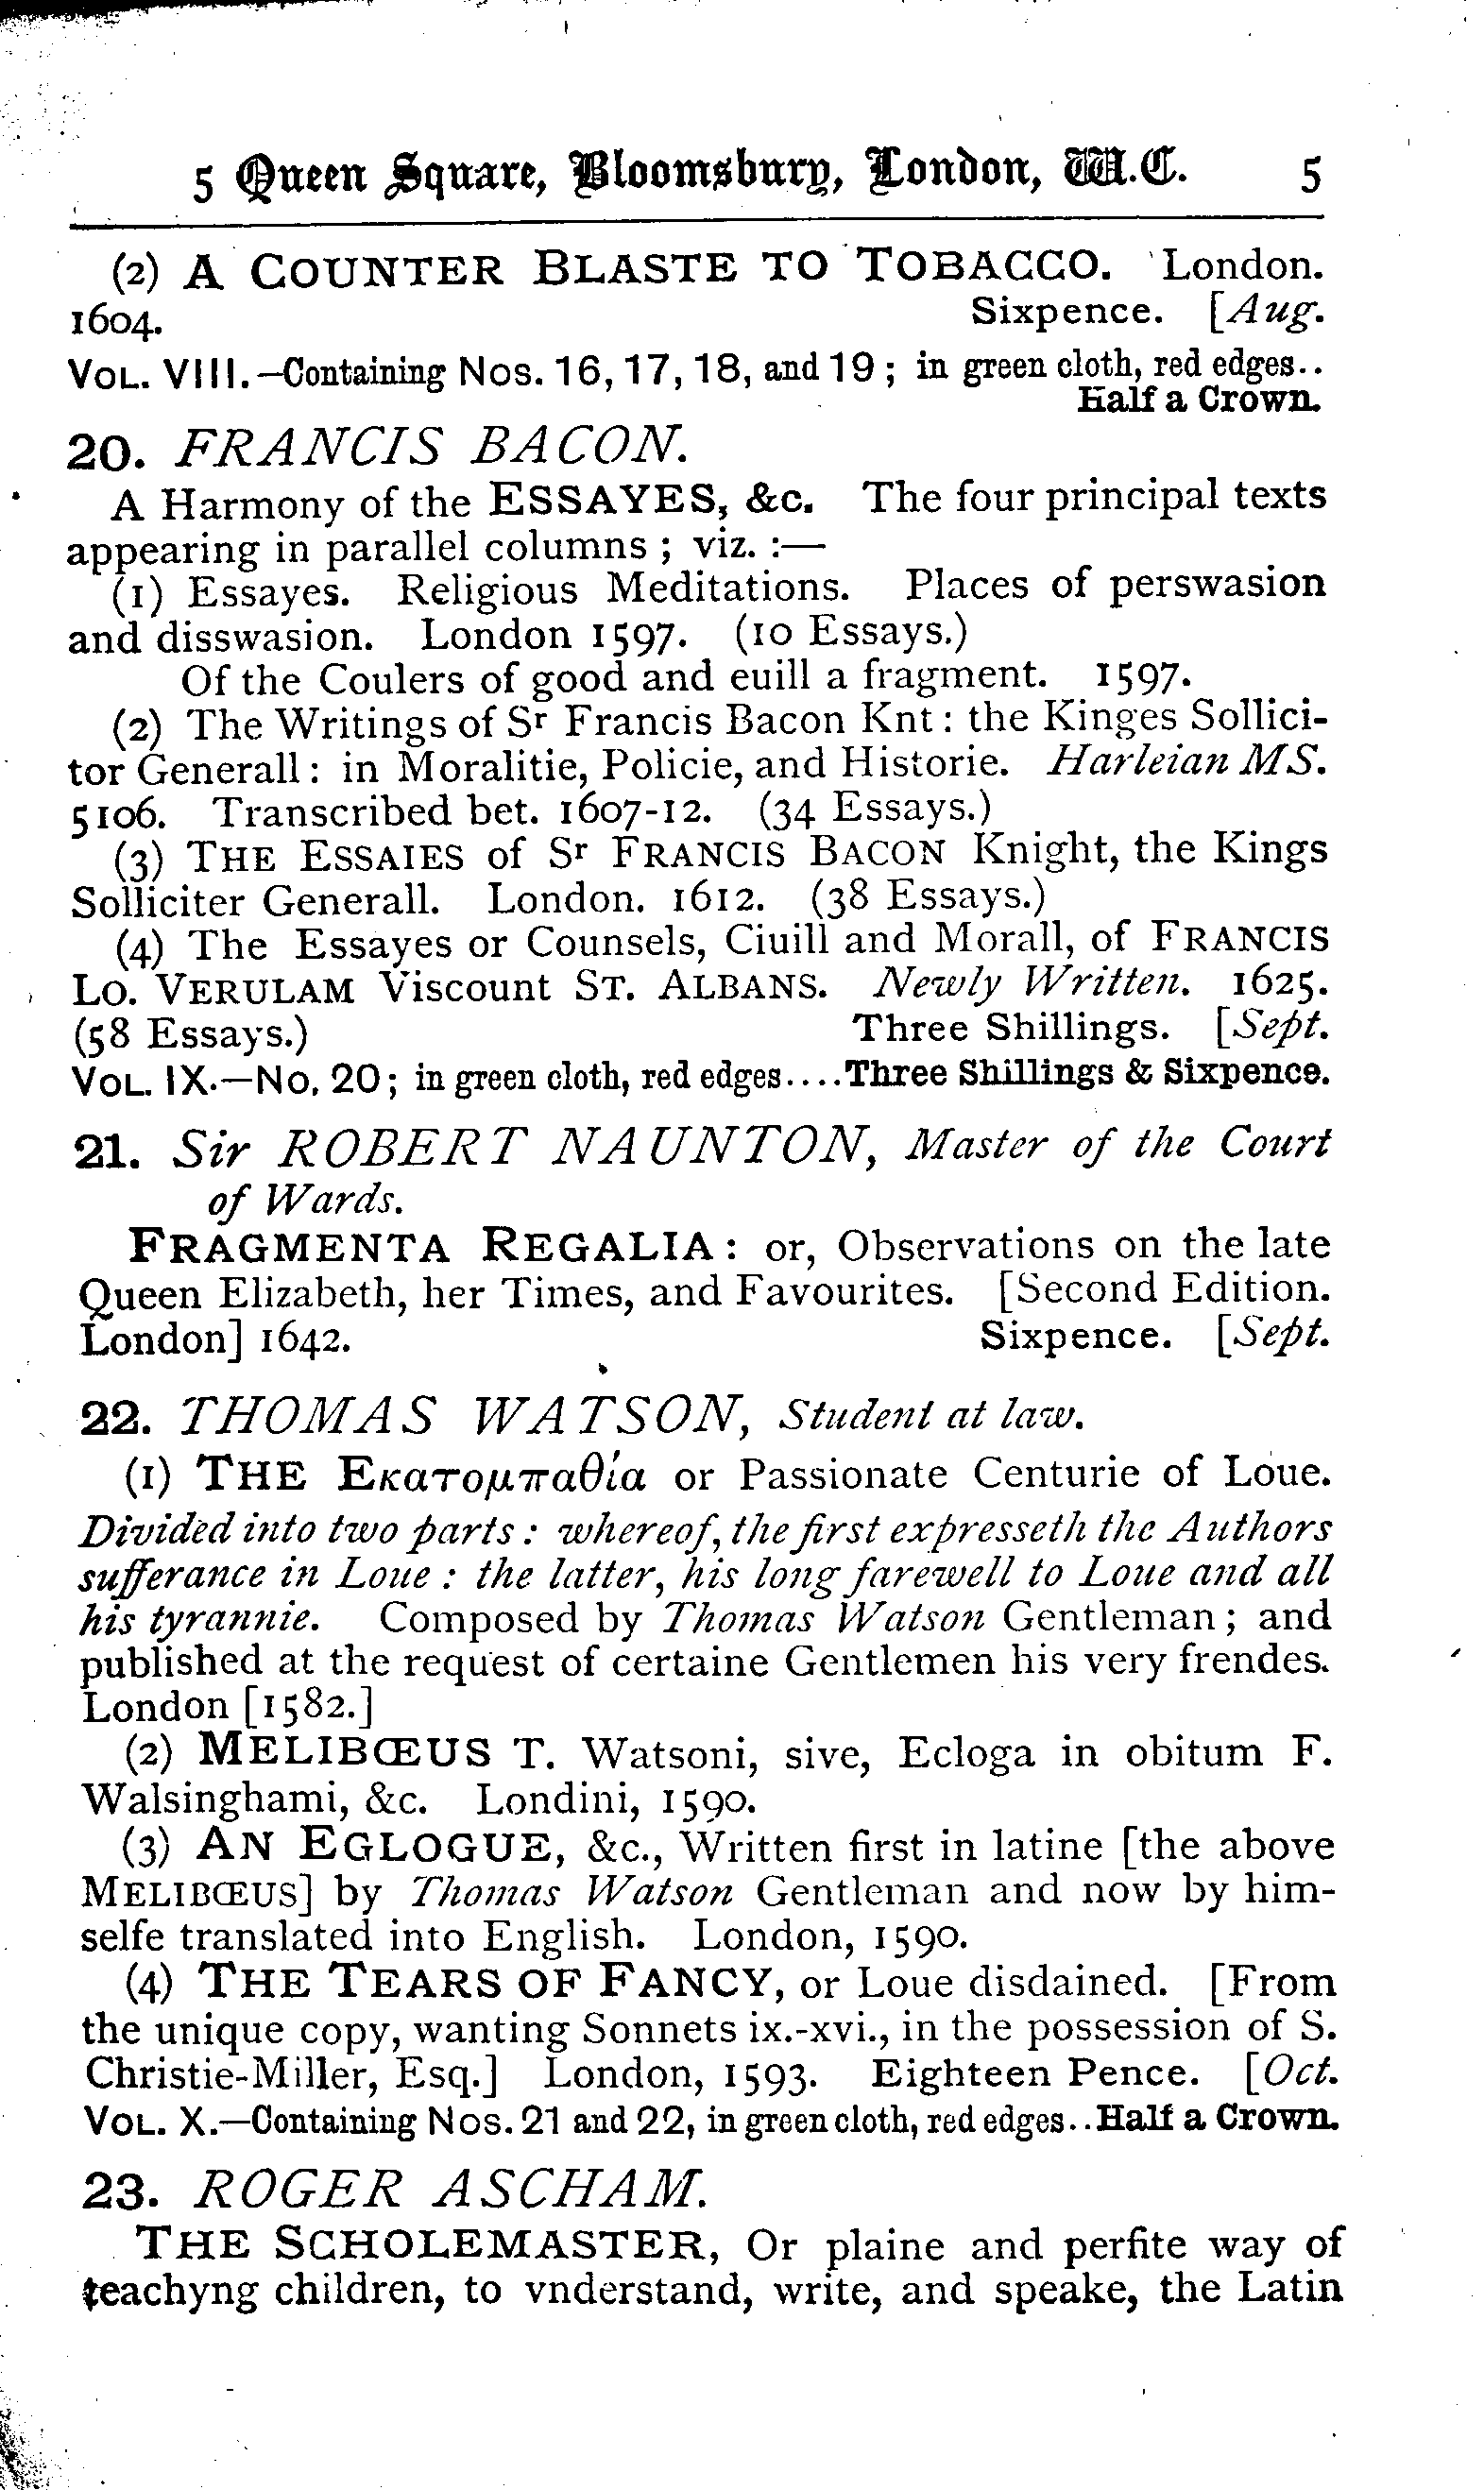 5 Queen Square, Bloomsbury, London, W.C. 5
(2) A COUNTER BLASTE TO TOBACCO. London.
1604. Sixpence. [Aug.
VOL. VIII.—Containing Nos. 16, 17, 18, and 19; in green cloth, red edges..
Half a Crown.
20. FRANCIS BACON.
A Harmony of the ESSAYES, &c. The four principal texts
appearing in parallel columns; viz. :—
(1) Essayes. Religious Meditations. Places of perswasion
and disswasion. London 1597. (10 Essays.)
Of the Coulers of good and euill a fragment. 1597.
(2) The Writings of Sr Francis Bacon Knt: the Kinges Sollici-
tor Generall: in Moralitie, Policie, and Historie. Harleian MS.
5106. Transcribed bet. 1607-12. (34 Essays.)
(3) THE ESSAIES of Sr FRANCIS BACON Knight, the Kings
Solliciter Generall. London. 1612. (38 Essays.)
(4) The Essayes or Counsels, Ciuill and Morall, of FRANCIS
LO. VERULAM Viscount ST. ALBANS. Newly Written. 1625.
(58 Essays.) Three Shillings. [Sept.
VOL. IX.—No. 20; in green cloth, red edges....Three Shillings & Sixpence.
21. Sir ROBERT NAUNTON, Master of the Court
of Wards.
FRAGMENTA REGALIA: or, Observations on the late
Queen Elizabeth, her Times, and Favourites. [Second Edition.
London] 1642. Sixpence. [Sept.
22. THOMAS WATSON, Student at law.
(1) THE Εκατομπαθία or Passionate Centurie of Loue.
Divided into two parts: whereof, the first expresseth the Authors
sufferance in Loue: the latter, his long farewell to Loue and all
his tyrannie. Composed by Thomas Watson Gentleman; and
published at the request of certaine Gentlemen his very frendes.
London [1582.]
(2) MELIBŒUS T. Watsoni, sive, Ecloga in obitum F.
Walsinghami, &c. Londini, 1590.
(3) AN EGLOGUE, &c., Written first in latine [the above
MELIBŒUS] by Thomas Watson Gentleman and now by him-
selfe translated into English. London, 1590.
(4) THE TEARS OF FANCY, or Loue disdained. [From
the unique copy, wanting Sonnets ix.-xvi., in the possession of S.
Christie-Miller, Esq.] London, 1593. Eighteen Pence. [Oct.
VOL. X.—Containing Nos. 21 and 22, in green cloth, red edges..Half a Crown.
23. ROGER ASCHAM.
THE SCHOLEMASTER, Or plaine and perfite way of
teachyng children, to vnderstand, write, and speake, the Latin